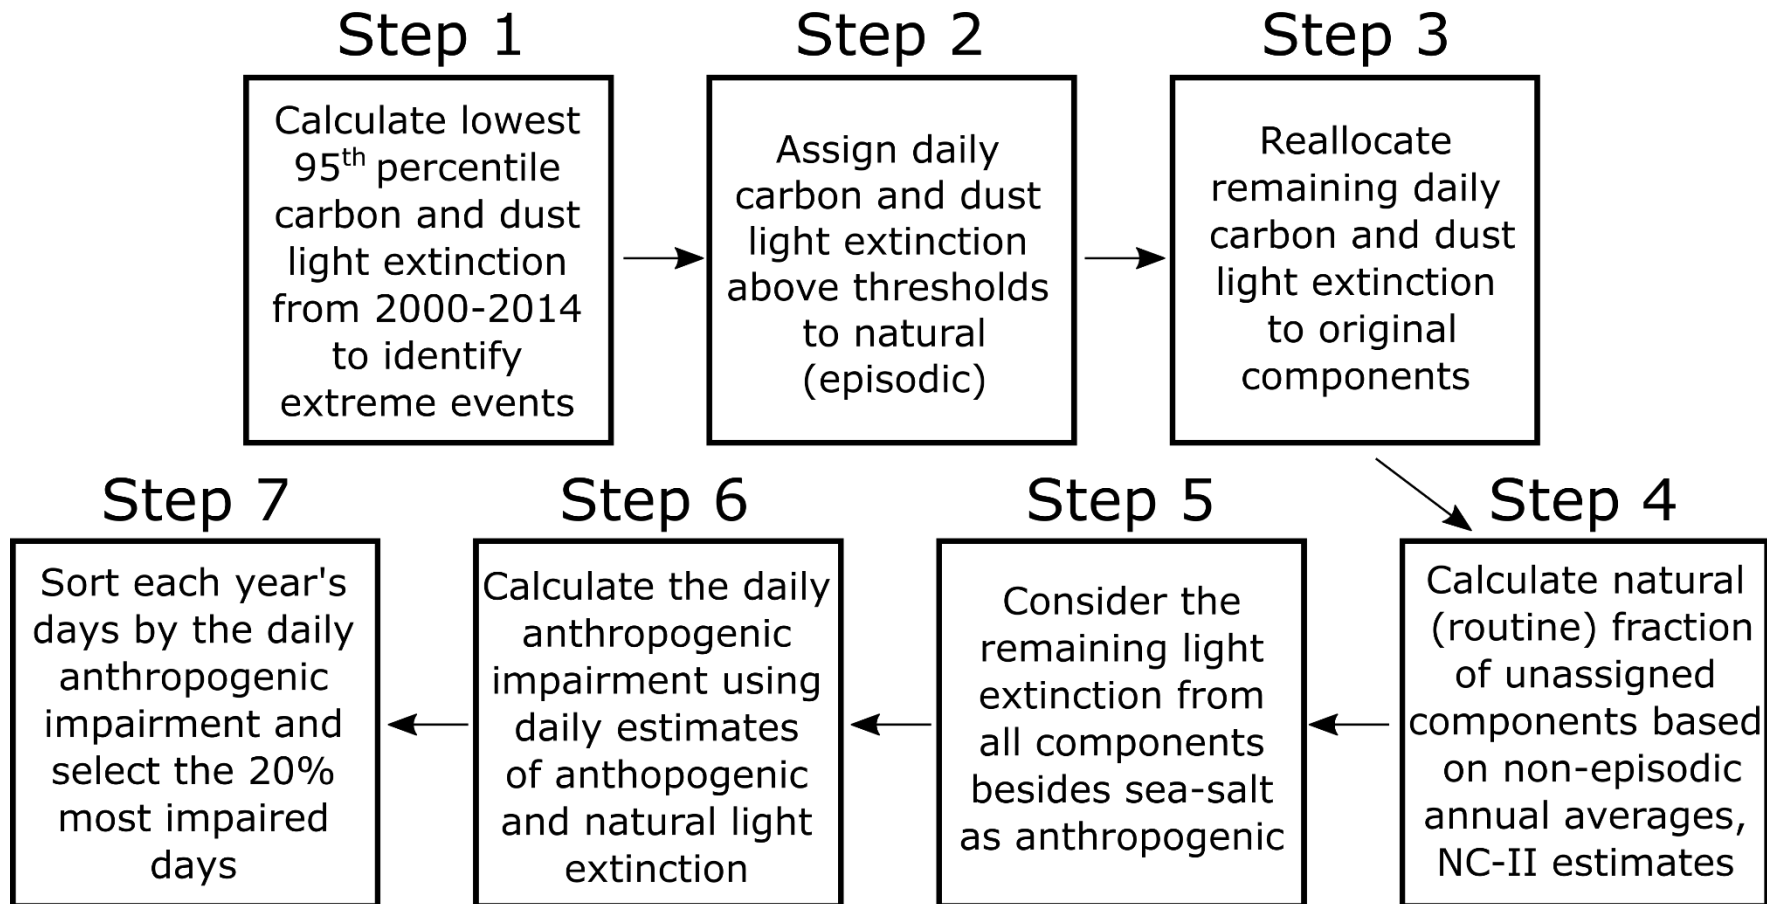 Step 1
Calculate lowest
95th percentile
carbon and dust
light extinction
from 2000-2014
to identify
extreme events
Step 2
Assign daily
carbon and dust
light extinction
above thresholds
to natural
(episodic)
Step 3
Reallocate
remaining daily
carbon and dust
light extinction
to original
components
Step 4
Calculate natural
(routine) fraction
of unassigned
components based
on non-episodic
annual averages,
NC-II estimates
Step 5
Consider the
remaining light
extinction from
all components
besides sea-salt
as anthropogenic
Step 6
Calculate the daily
anthropogenic
impairment using
daily estimates
of anthopogenic
and natural light
extinction
Step 7
Sort each year's
days by the daily
anthropogenic
impairment and
select the 20%
most impaired
days